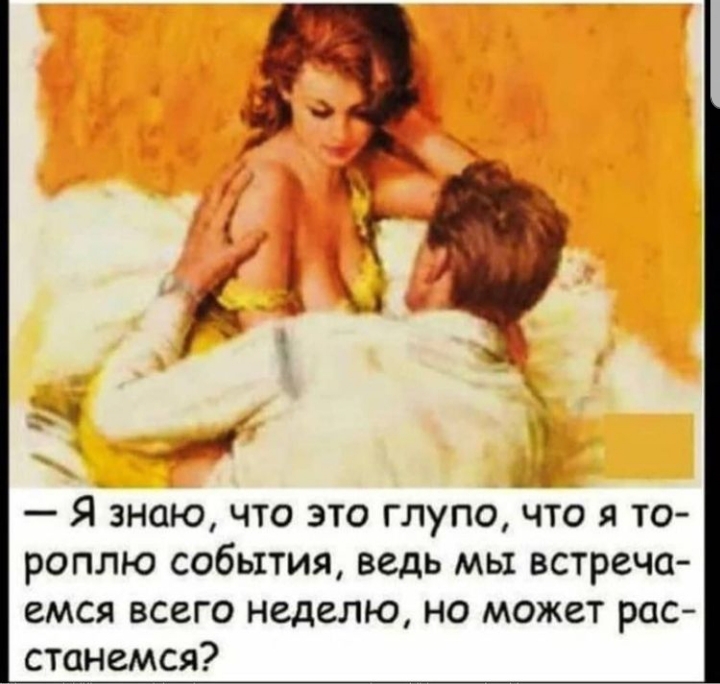 — Я знаю, что это глупо, что я то-
роплю события, ведь мы встреча-
емся всего неделю, но может рас-
станемся?